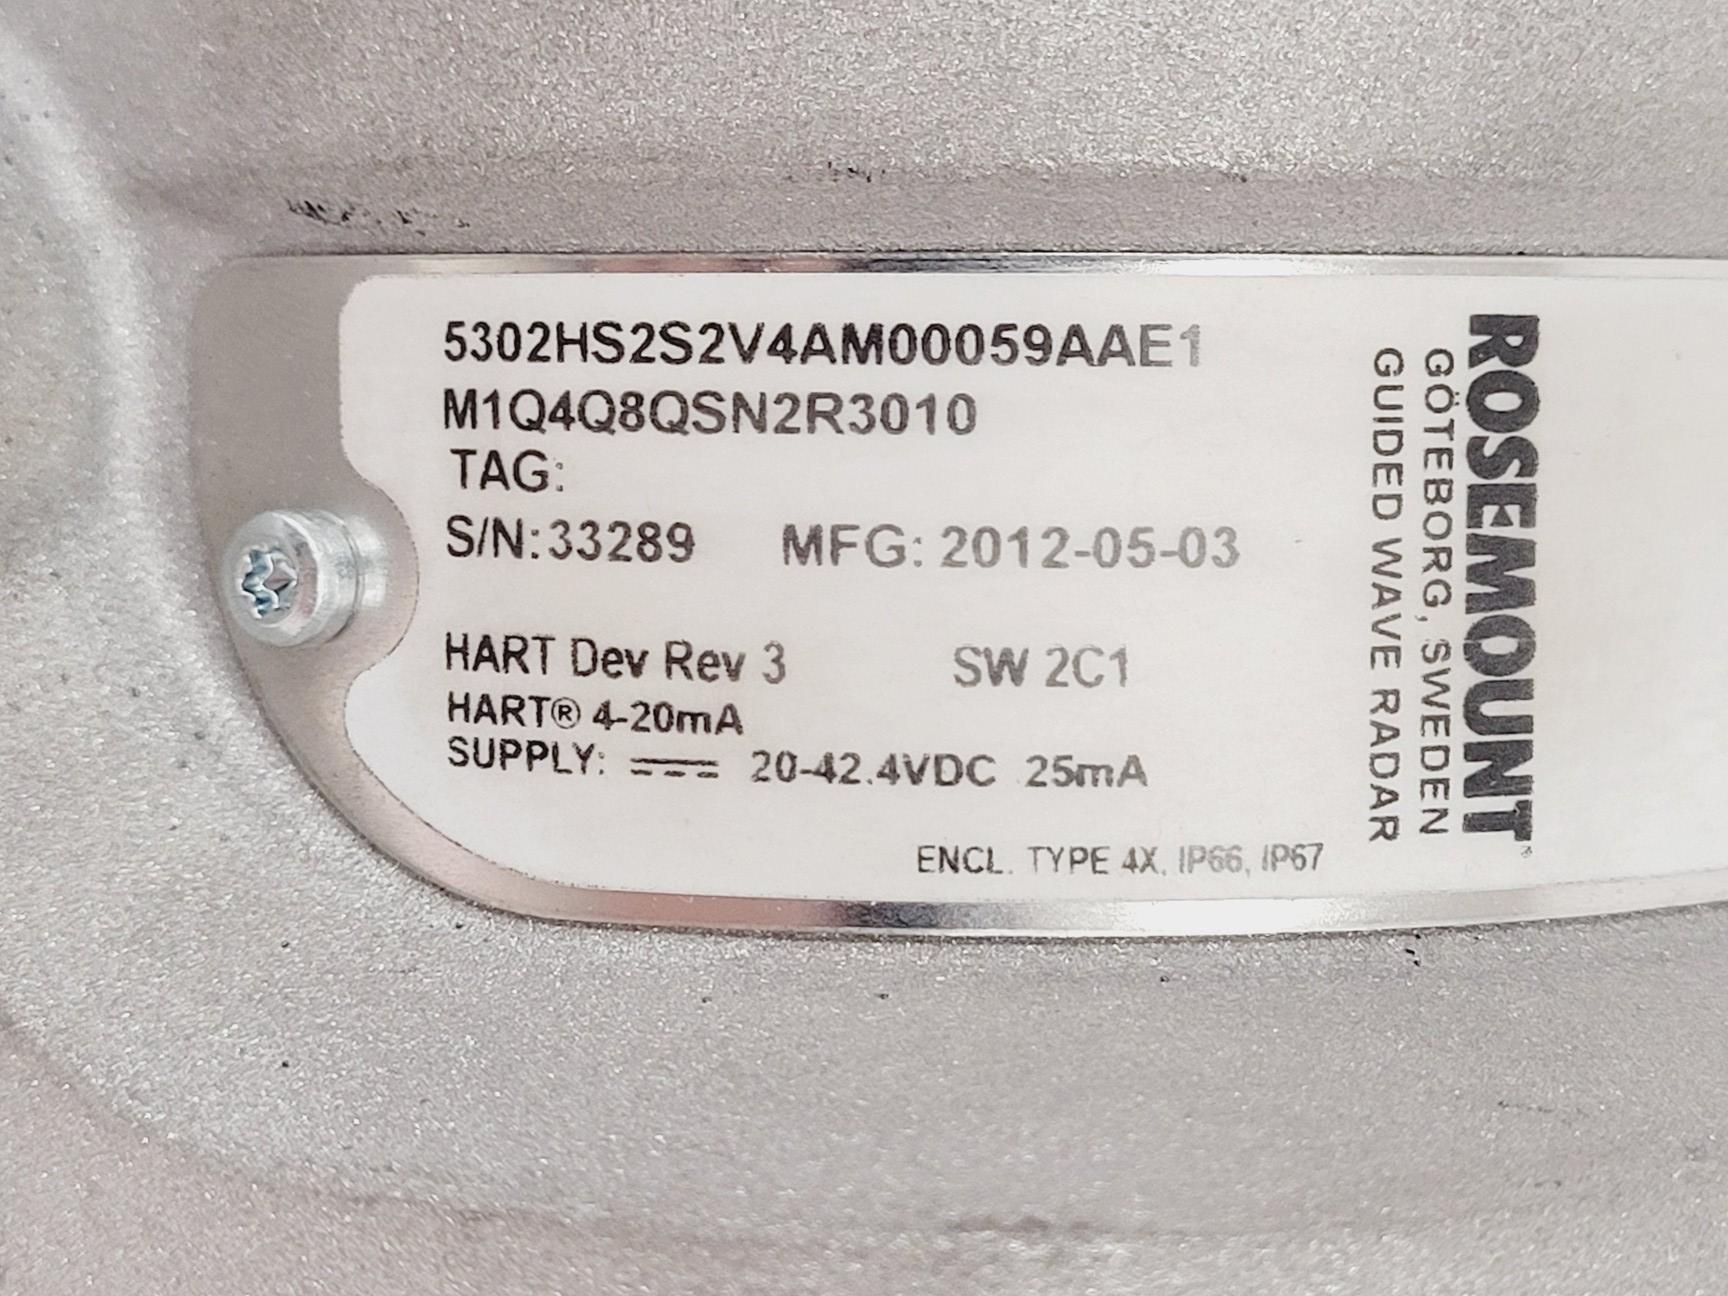 5302HS2S2V4AM00059AAE1
M1Q4Q8QSN2R3010
TAG:
S/N:33289 MFG: 2012-05-03
HART Dev Rev 3 SW 2C1
HART® 4-20mA
SUPPLY: 20-42.4VDC 25mA
ENCL. TYPE 4X, IP66, IP67
ROSEMOUNT®
GÖTEBORG, SWEDEN
GUIDED WAVE RADAR